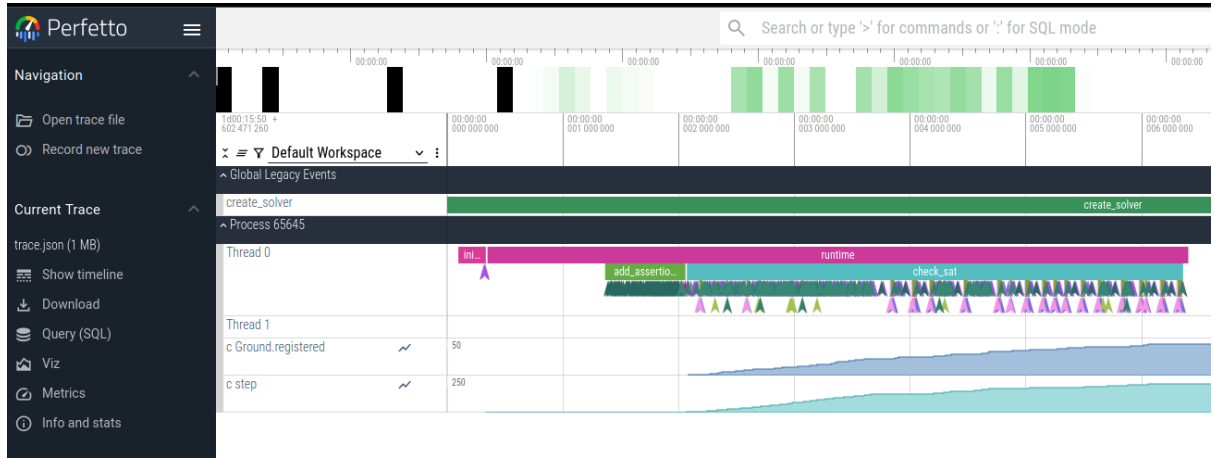 Perfetto
Search or type '>' for commands or ':' for SQL mode
Navigation
Open trace file
Record new trace
Current Trace
trace.json (1 MB)
Show timeline
Download
Query (SQL)
Viz
Metrics
Info and stats
00:00:00 00:00:00 00:00:00 00:00:00 00:00:00 00:00:00 00:00:00
1d00:15:50 +
602 471 260
00:00:00 00:00:00 00:00:00 00:00:00 00:00:00 00:00:00 00:00:00
000 000 000 001 000 000 002 000 000 003 000 000 004 000 000 005 000 000 006 000 000
Default Workspace
Global Legacy Events
create_solver create_solver
Process 65645
Thread 0 ini... runtime
add_assertio... check_sat
Thread 1
c Ground.registered 50
c step 250